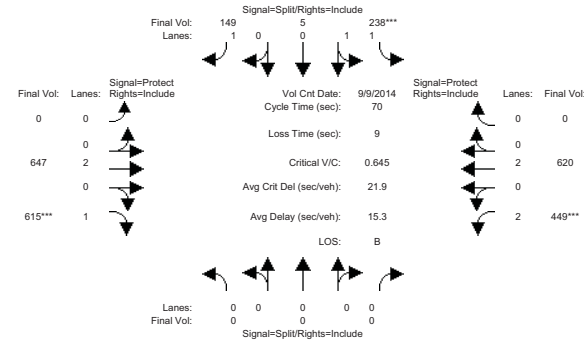 Signal=Split/Rights=Include
Final Vol: 149 5 238***
Lanes: 1 0 0 1 1
Signal=Protect Signal=Protect
Final Vol: Lanes: Rights=Include Vol Cnt Date: 9/9/2014 Rights=Include Lanes: Final Vol:
Cycle Time (sec): 70
0 0 0 0
Loss Time (sec): 9
0 0
647 2 Critical V/C: 0.645 2 620
0 Avg Crit Del (sec/veh): 21.9 0
615*** 1 Avg Delay (sec/veh): 15.3 2 449***
LOS: B
Lanes: 0 0 0 0 0
Final Vol: 0 0 0
Signal=Split/Rights=Include